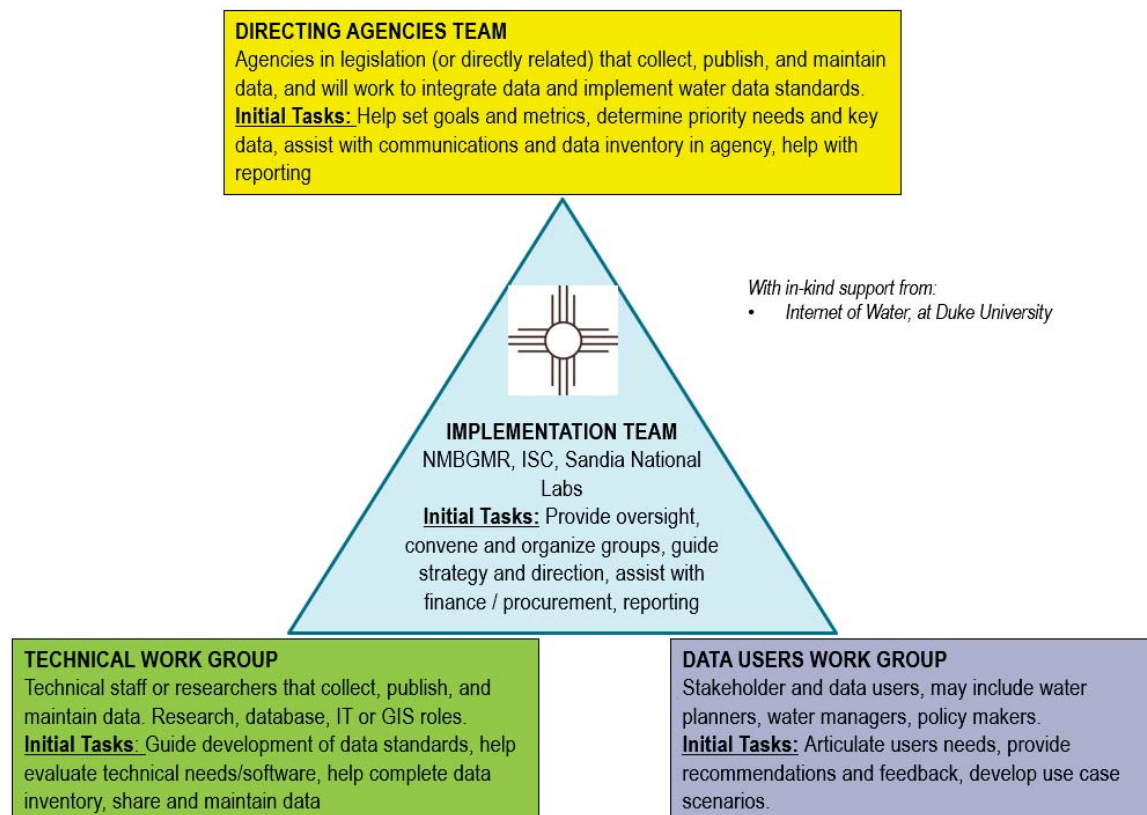 DIRECTING AGENCIES TEAM
Agencies in legislation (or directly related) that collect, publish, and maintain
data, and will work to integrate data and implement water data standards.
Initial Tasks: Help set goals and metrics, determine priority needs and key
data, assist with communications and data inventory in agency, help with
reporting
With in-kind support from:
• Internet of Water, at Duke University
IMPLEMENTATION TEAM
NMBGMR, ISC, Sandia National
Labs
Initial Tasks: Provide oversight,
convene and organize groups, guide
strategy and direction, assist with
finance / procurement, reporting
TECHNICAL WORK GROUP
Technical staff or researchers that collect, publish, and
maintain data. Research, database, IT or GIS roles.
Initial Tasks: Guide development of data standards, help
evaluate technical needs/software, help complete data
inventory, share and maintain data
DATA USERS WORK GROUP
Stakeholder and data users, may include water
planners, water managers, policy makers.
Initial Tasks: Articulate users needs, provide
recommendations and feedback, develop use case
scenarios.